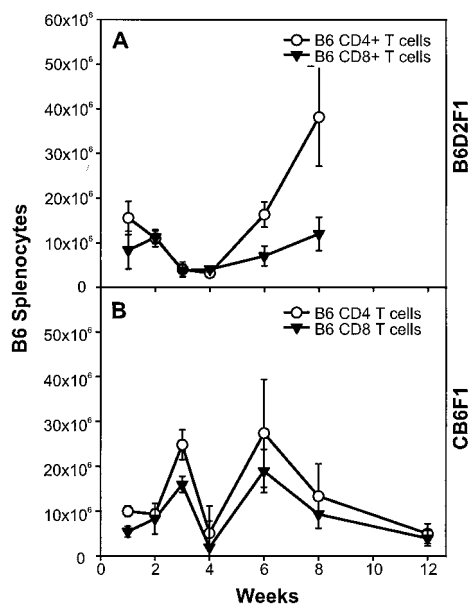 A
B6 CD4+ T cells
B6 CD8+ T cells
60x10⁶
50x10⁶
40x10⁶
30x10⁶
20x10⁶
10x10⁶
0
B6D2F1
B6 Splenocytes
B
B6 CD4 T cells
B6 CD8 T cells
50x10⁶
40x10⁶
30x10⁶
20x10⁶
10x10⁶
0
CB6F1
0 2 4 6 8 10 12
Weeks